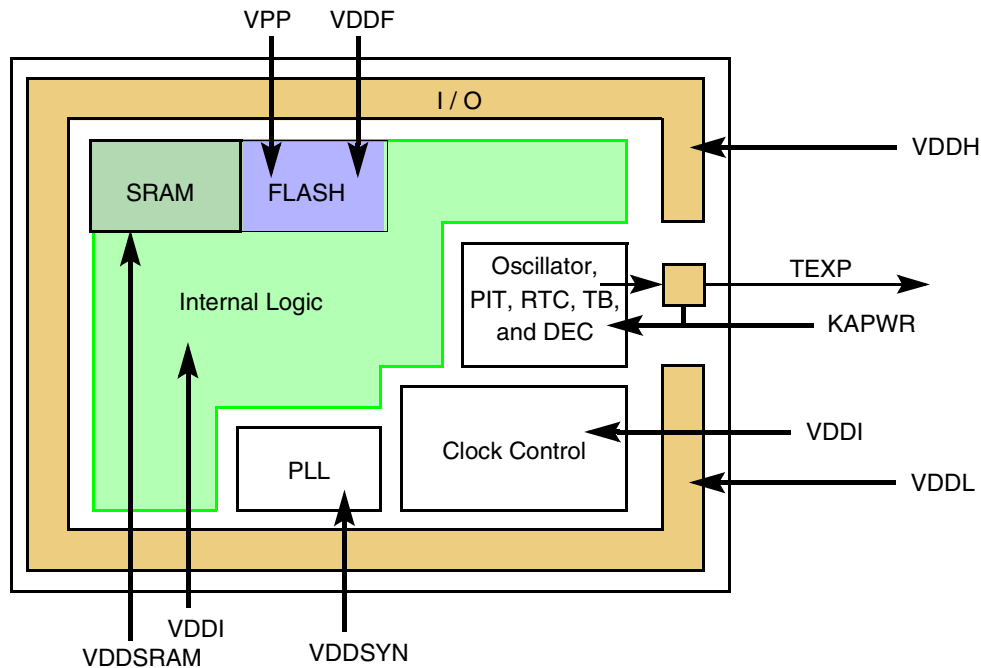 VPP
VDDF
I / O
VDDH
SRAM
FLASH
Oscillator,
PIT, RTC, TB,
and DEC
TEXP
KAPWR
Internal Logic
VDDI
Clock Control
PLL
VDDL
VDDI
VDDSRAM
VDDSYN